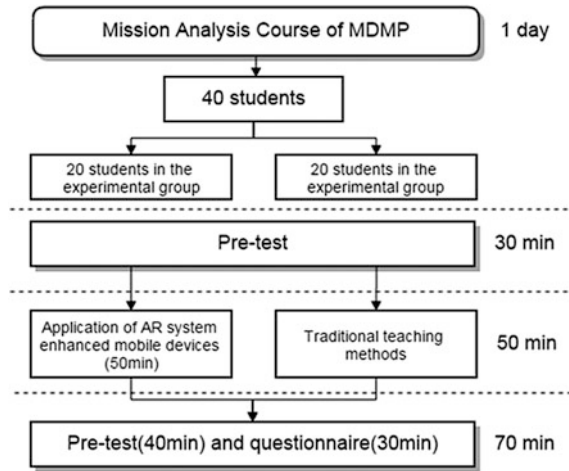 Mission Analysis Course of MDMP
1 day
40 students
20 students in the
experimental group
20 students in the
experimental group
Pre-test
30 min
Application of AR system
enhanced mobile devices
(50min)
Traditional teaching
methods
50 min
Pre-test(40min) and questionnaire(30min)
70 min